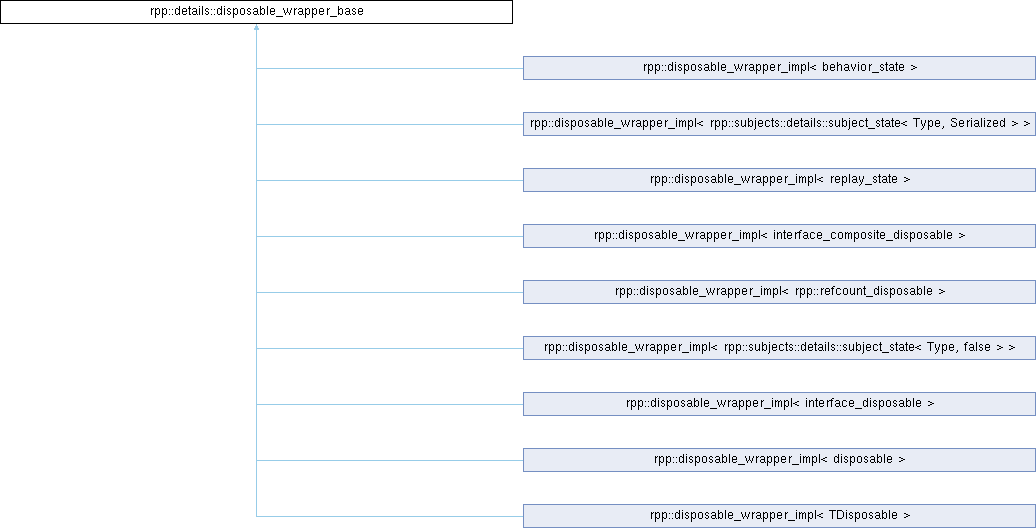 rpp::details::disposable_wrapper_base
rpp::disposable_wrapper_impl< behavior_state >
rpp::disposable_wrapper_impl< rpp::subjects::details::subject_state< Type, Serialized > >
rpp::disposable_wrapper_impl< replay_state >
rpp::disposable_wrapper_impl< interface_composite_disposable >
rpp::disposable_wrapper_impl< rpp::refcount_disposable >
rpp::disposable_wrapper_impl< rpp::subjects::details::subject_state< Type, false > >
rpp::disposable_wrapper_impl< interface_disposable >
rpp::disposable_wrapper_impl< disposable >
rpp::disposable_wrapper_impl< TDisposable >